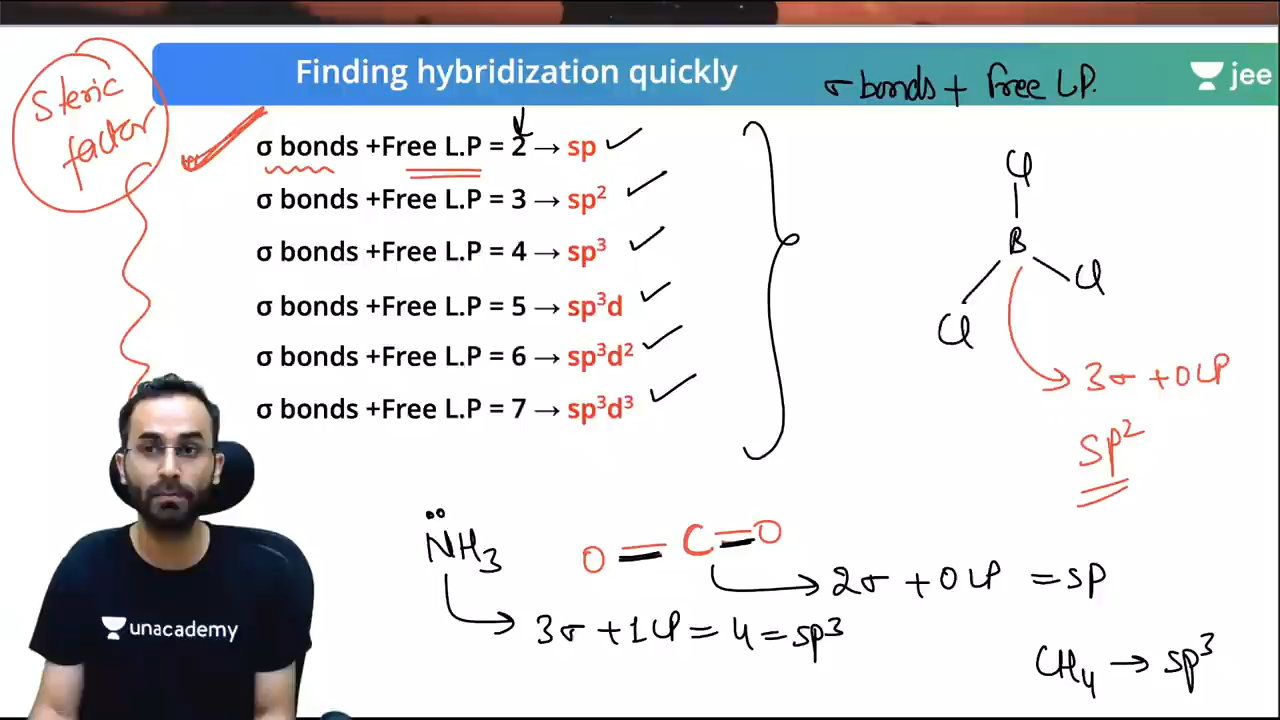 Finding hybridization quickly
jee
σ bonds + Free LP.
Steric
factor
σ bonds +Free L.P = 2 → sp
σ bonds +Free L.P = 3 → sp²
σ bonds +Free L.P = 4 → sp³
σ bonds +Free L.P = 5 → sp³d
σ bonds +Free L.P = 6 → sp³d²
σ bonds +Free L.P = 7 → sp³d³
Cl
B
Cl
Cl
3σ + 0LP
sp²
N̈H₃
O = C = O
2σ + 0LP = sp
3σ + 1LP = 4 = sp³
CH₄ → sp³
unacademy